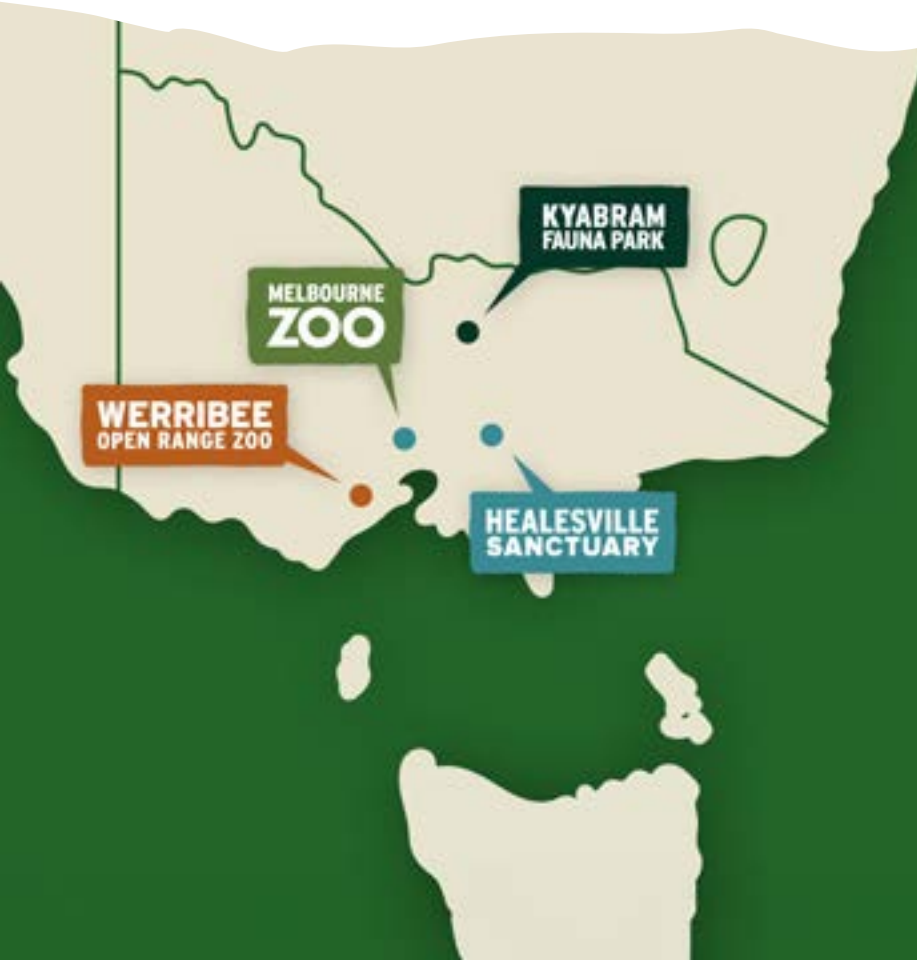 KYABRAM
FAUNA PARK
MELBOURNE
ZOO
WERRIBEE
OPEN RANGE ZOO
HEALESVILLE
SANCTUARY